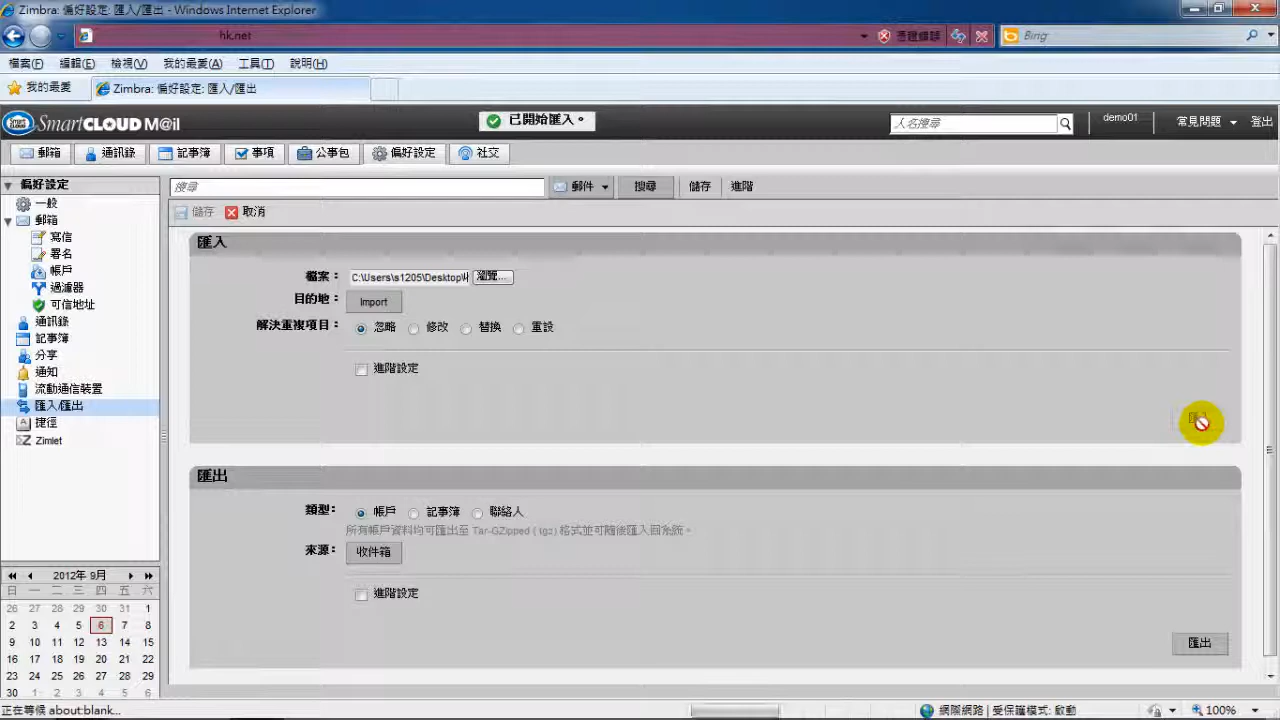 Zimbra: 偏好設定: 匯入/匯出 - Windows Internet Explorer
hk.net
憑證錯誤
Bing
檔案(F) 編輯(E) 檢視(V) 我的最愛(A) 工具(T) 說明(H)
我的最愛
Zimbra: 偏好設定: 匯入/匯出
SmartCLOUD M@il
已開始匯入。
人名搜尋
demo01
常見問題
登出
郵箱 通訊錄 記事簿 事項 公事包 偏好設定 社交
偏好設定
搜尋
郵件
搜尋
儲存
進階
儲存
取消
一般
郵箱
寫信
署名
帳戶
過濾器
可信地址
通訊錄
記事簿
分享
通知
流動通信裝置
匯入/匯出
捷徑
Zimlet
匯入
檔案:
C:\Users\s1205\Desktop\
瀏覽...
目的地:
Import
解決重複項目:
忽略 修改 替換 重設
進階設定
匯出
類型:
帳戶 記事簿 聯絡人
所有帳戶資料均可匯出至 Tar-GZipped (.tgz) 格式並可隨後匯入回系統。
來源:
收件箱
進階設定
匯出
2012年 9月
日 一 二 三 四 五 六
26 27 28 29 30 31 1
2 3 4 5 6 7 8
9 10 11 12 13 14 15
16 17 18 19 20 21 22
23 24 25 26 27 28 29
30 1 2 3 4 5 6
正在等候 about:blank...
網際網路 | 受保護模式: 啟動
100%